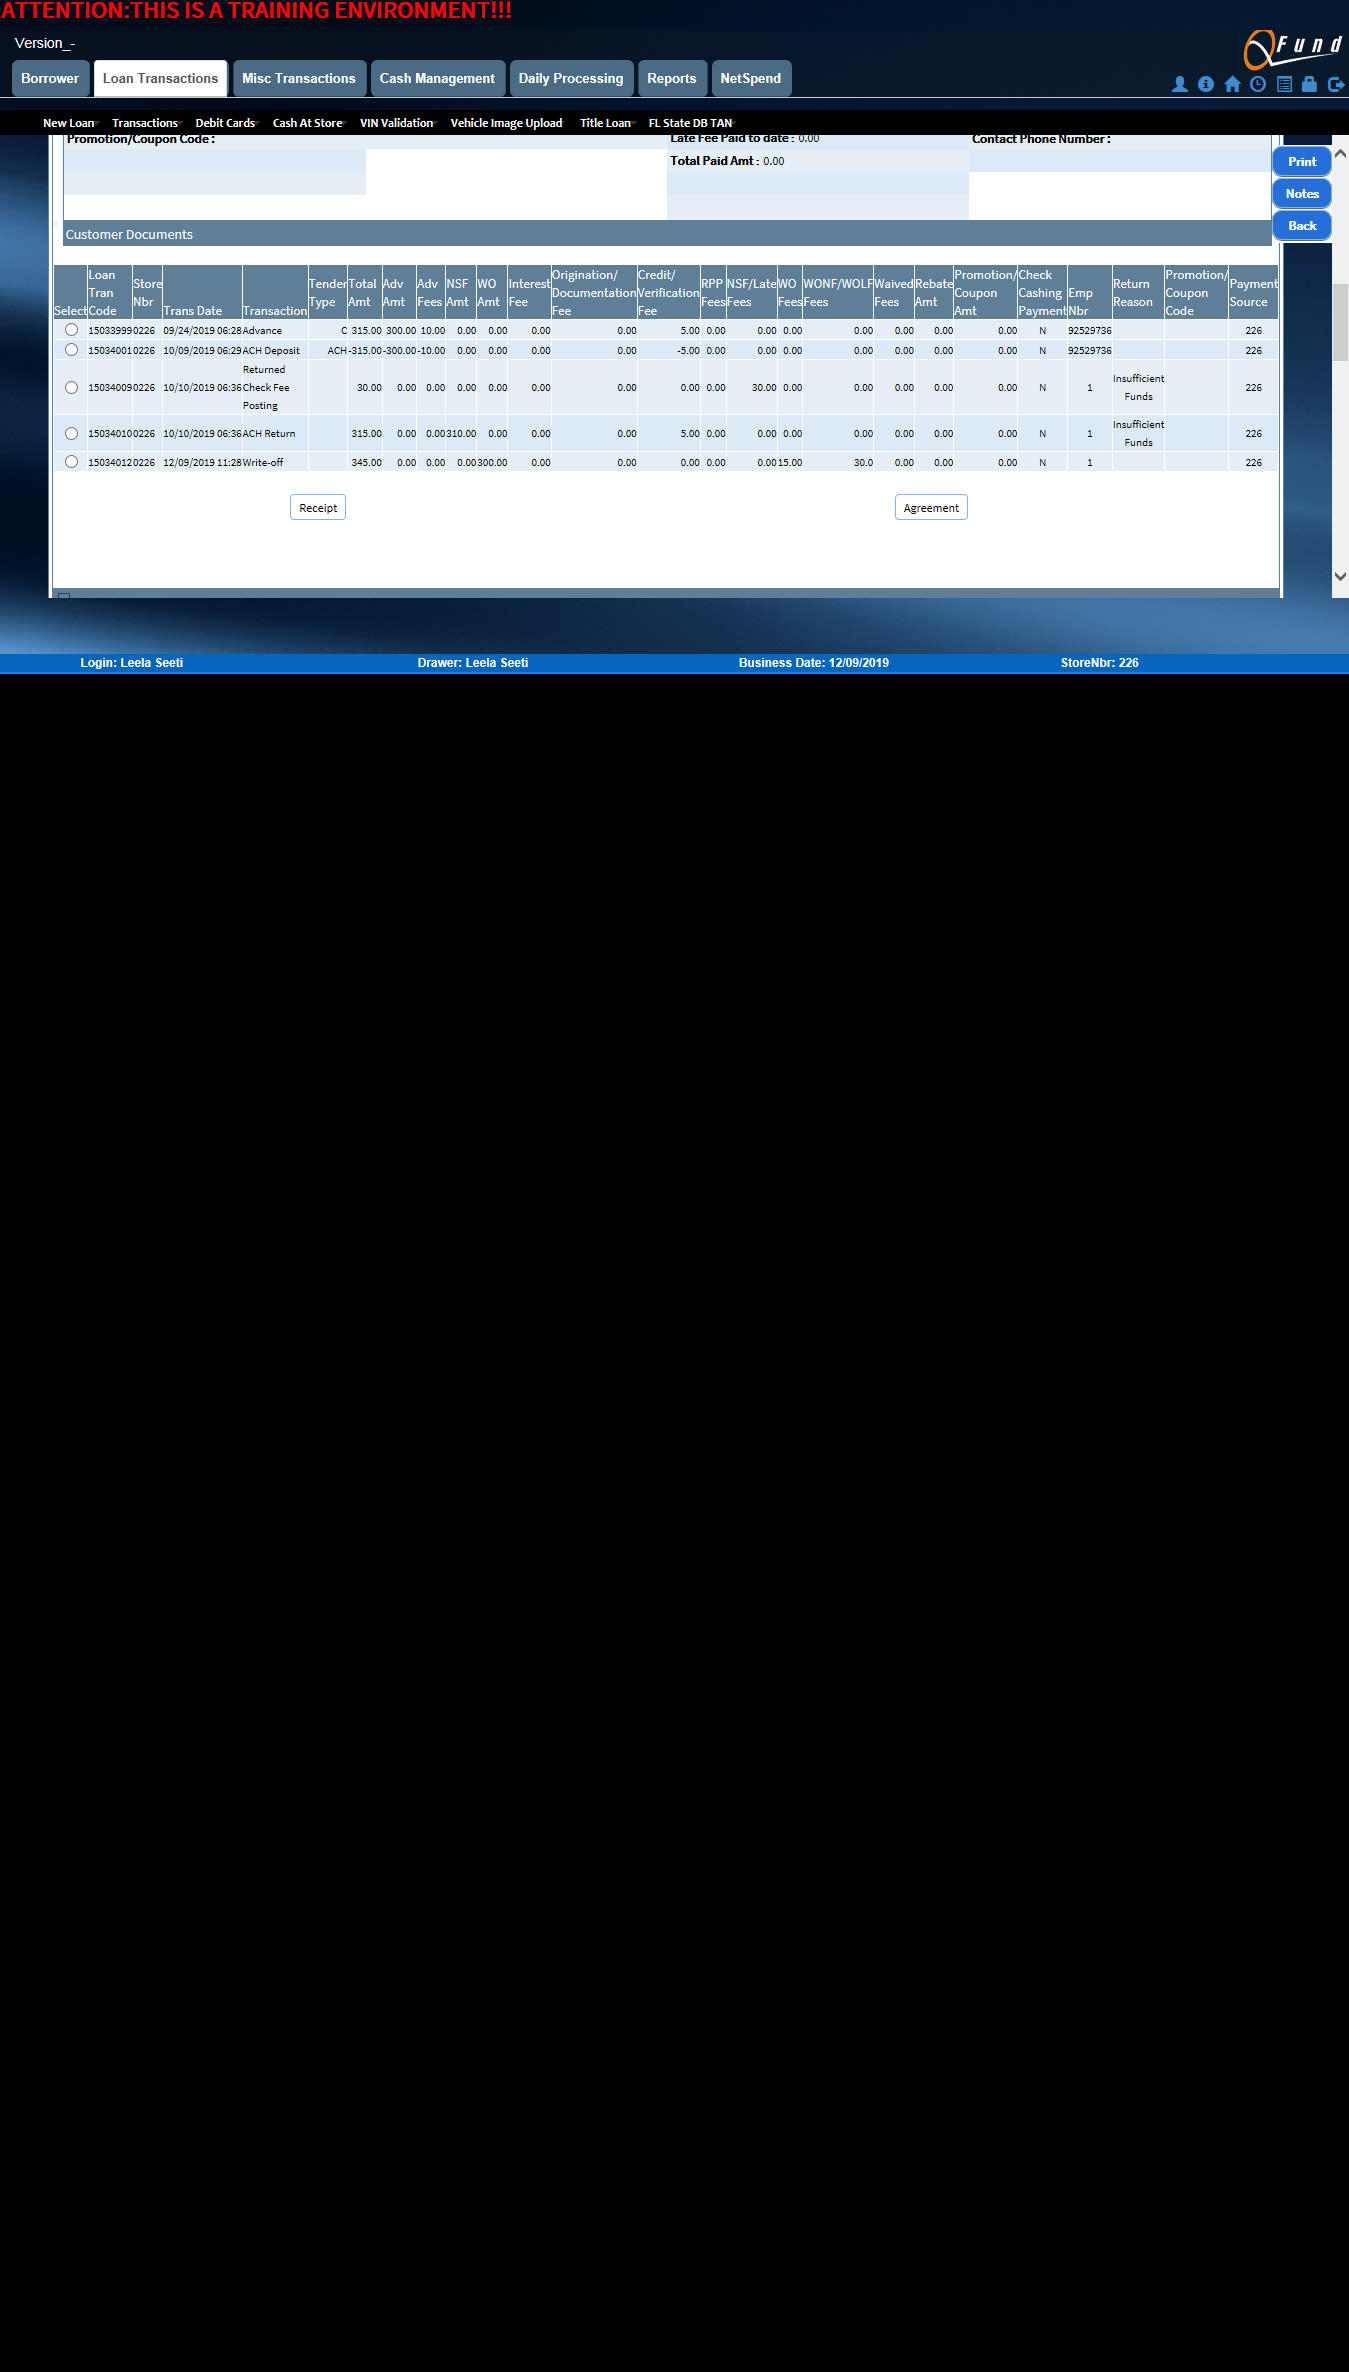 ATTENTION:THIS IS A TRAINING ENVIRONMENT!!!
Version_-
Fund
Borrower Loan Transactions Misc Transactions Cash Management Daily Processing Reports NetSpend
New Loan Transactions Debit Cards Cash At Store VIN Validation Vehicle Image Upload Title Loan FL State DB TAN
Promotion/Coupon Code : Late Fee Paid to date : 0.00 Contact Phone Number :
Total Paid Amt : 0.00
Print
Notes
Back
Customer Documents
Select Loan Tran Code Store Nbr Trans Date Transaction Tender Type Total Amt Adv Amt Adv Fees NSF Amt WO Amt Interest Fee Origination/ Documentation Fee Credit/ Verification Fee RPP Fees NSF/Late Fees WO Fees WONF/WOLF Fees Waived Fees Rebate Amt Promotion/ Coupon Amt Check Cashing Payment Emp Nbr Return Reason Promotion/ Coupon Code Payment Source
15033999 0226 09/24/2019 06:28 Advance C 315.00 300.00 10.00 0.00 0.00 0.00 0.00 5.00 0.00 0.00 0.00 0.00 0.00 0.00 0.00 N 92529736 226
15034001 0226 10/09/2019 06:29 ACH Deposit ACH -315.00 -300.00 -10.00 0.00 0.00 0.00 0.00 -5.00 0.00 0.00 0.00 0.00 0.00 0.00 0.00 N 92529736 226
15034009 0226 10/10/2019 06:36 Returned Check Fee Posting 30.00 0.00 0.00 0.00 0.00 0.00 0.00 0.00 0.00 30.00 0.00 0.00 0.00 0.00 0.00 N 1 Insufficient Funds 226
15034010 0226 10/10/2019 06:36 ACH Return 315.00 0.00 0.00 310.00 0.00 0.00 0.00 5.00 0.00 0.00 0.00 0.00 0.00 0.00 0.00 N 1 Insufficient Funds 226
15034012 0226 12/09/2019 11:28 Write-off 345.00 0.00 0.00 0.00 300.00 0.00 0.00 0.00 0.00 0.00 15.00 30.0 0.00 0.00 0.00 N 1 226
Receipt Agreement
Login: Leela Seeti Drawer: Leela Seeti Business Date: 12/09/2019 StoreNbr: 226